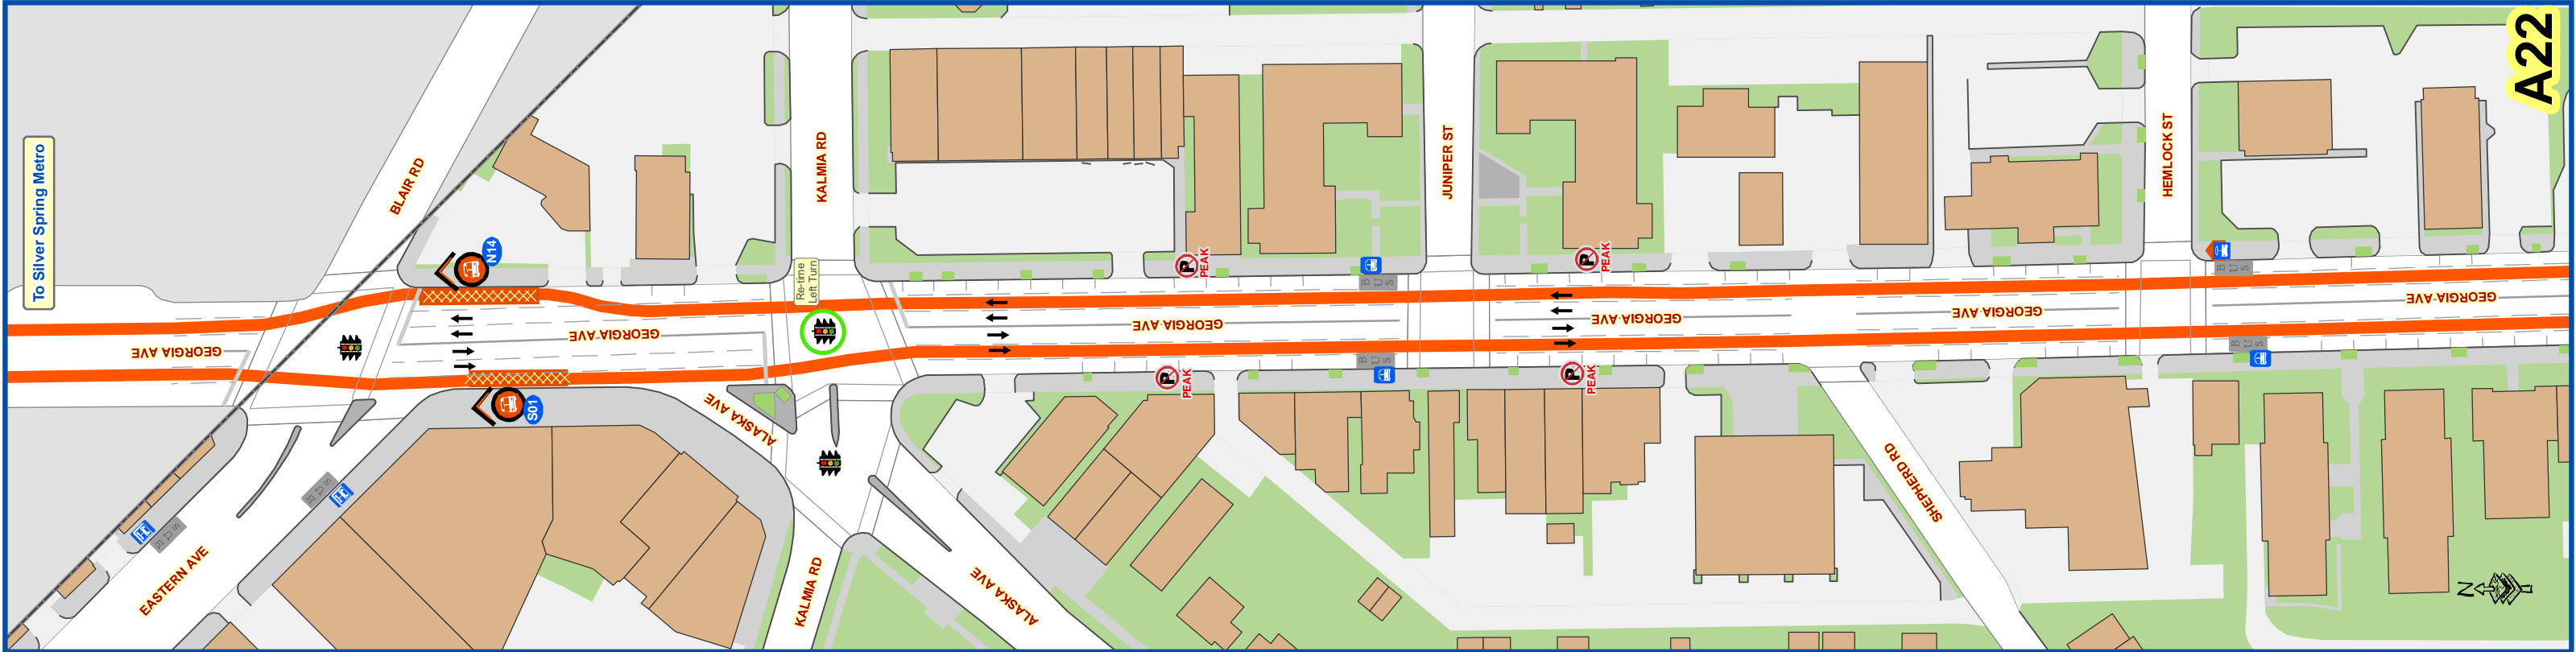 To Silver Spring Metro
A22
BLAIR RD
KALMIA RD
JUNIPER ST
HEMLOCK ST
N14
Re-time
Left Turn
PEAK
PEAK
BUS
BUS
GEORGIA AVE
GEORGIA AVE
GEORGIA AVE
GEORGIA AVE
GEORGIA AVE
GEORGIA AVE
BUS
BUS
S01
PEAK
PEAK
ALASKA AVE
BUS
BUS
EASTERN AVE
KALMIA RD
ALASKA AVE
SHEPHERD RD
N